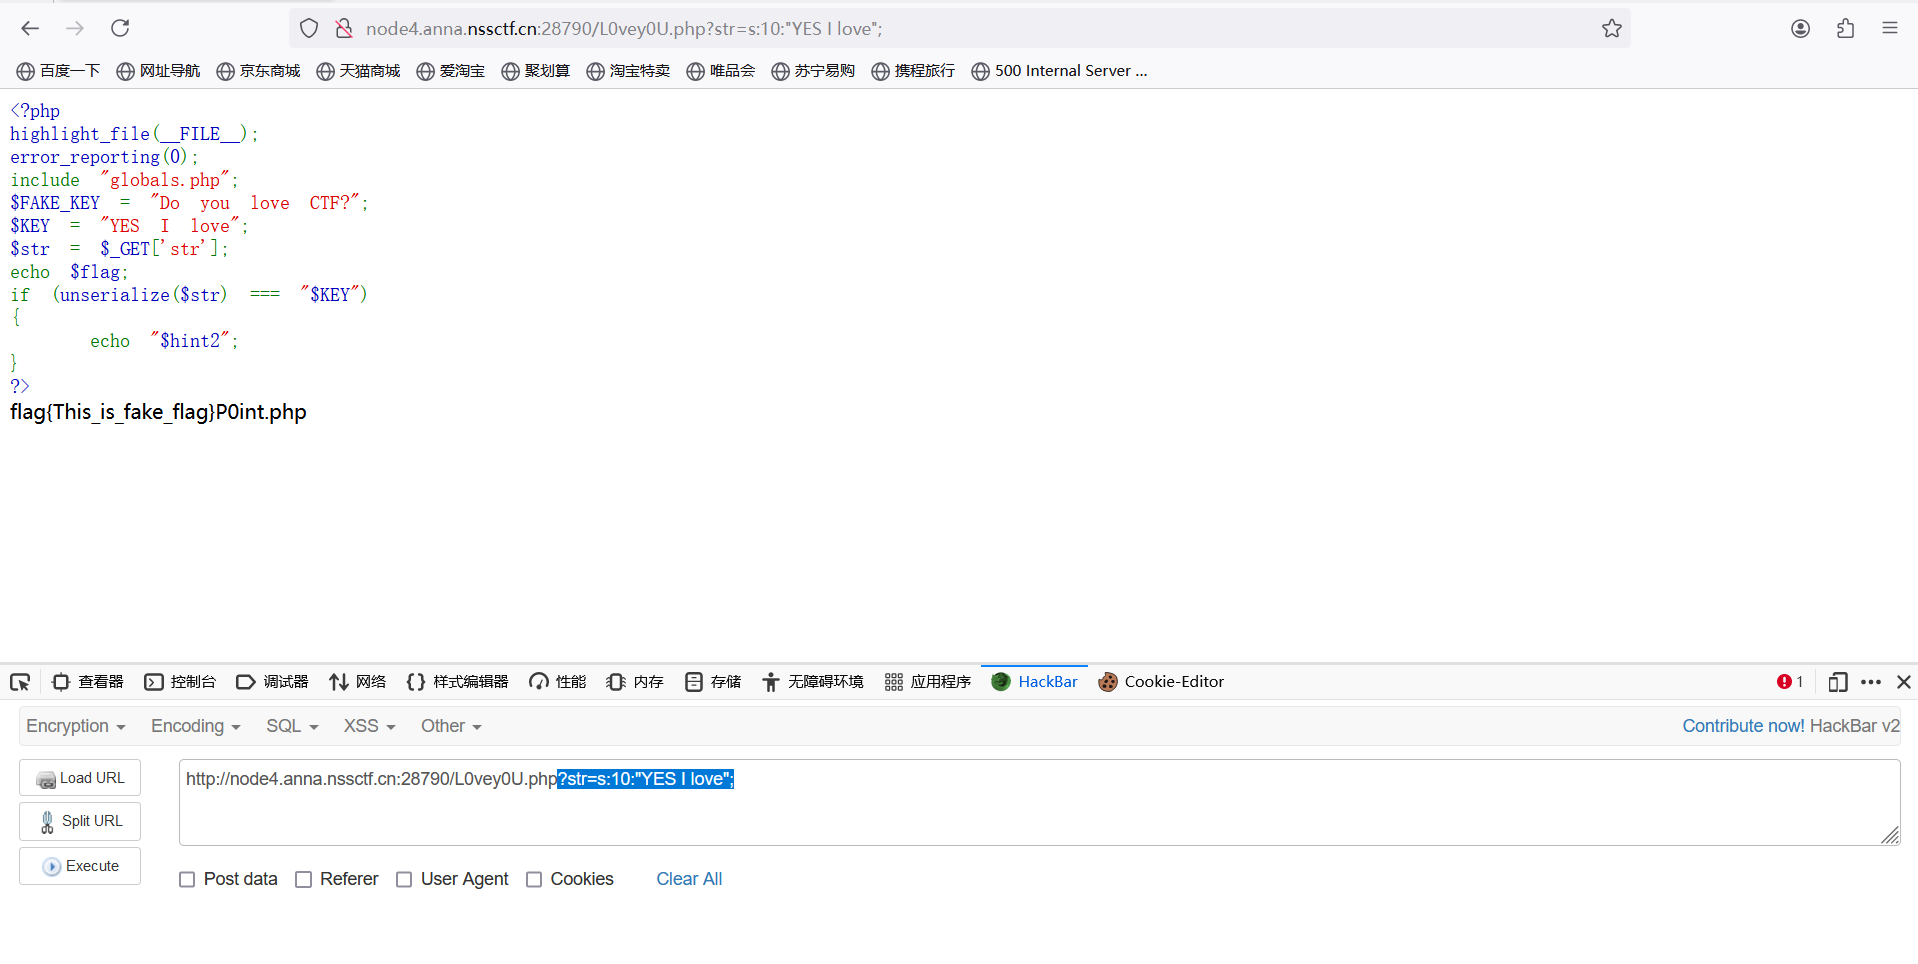 node4.anna.nssctf.cn:28790/L0vey0U.php?str=s:10:"YES I love";
百度一下 网址导航 京东商城 天猫商城 爱淘宝 聚划算 淘宝特卖 唯品会 苏宁易购 携程旅行 500 Internal Server ...
<?php
highlight_file(__FILE__);
error_reporting(0);
include "globals.php";
$FAKE_KEY = "Do you love CTF?";
$KEY = "YES I love";
$str = $_GET['str'];
echo $flag;
if (unserialize($str) === "$KEY")
{
echo "$hint2";
}
?>
flag{This_is_fake_flag}P0int.php
查看器 控制台 调试器 网络 样式编辑器 性能 内存 存储 无障碍环境 应用程序 HackBar Cookie-Editor 1
Encryption Encoding SQL XSS Other Contribute now! HackBar v2
Load URL
http://node4.anna.nssctf.cn:28790/L0vey0U.php?str=s:10:"YES I love";
Split URL
Execute
Post data Referer User Agent Cookies Clear All